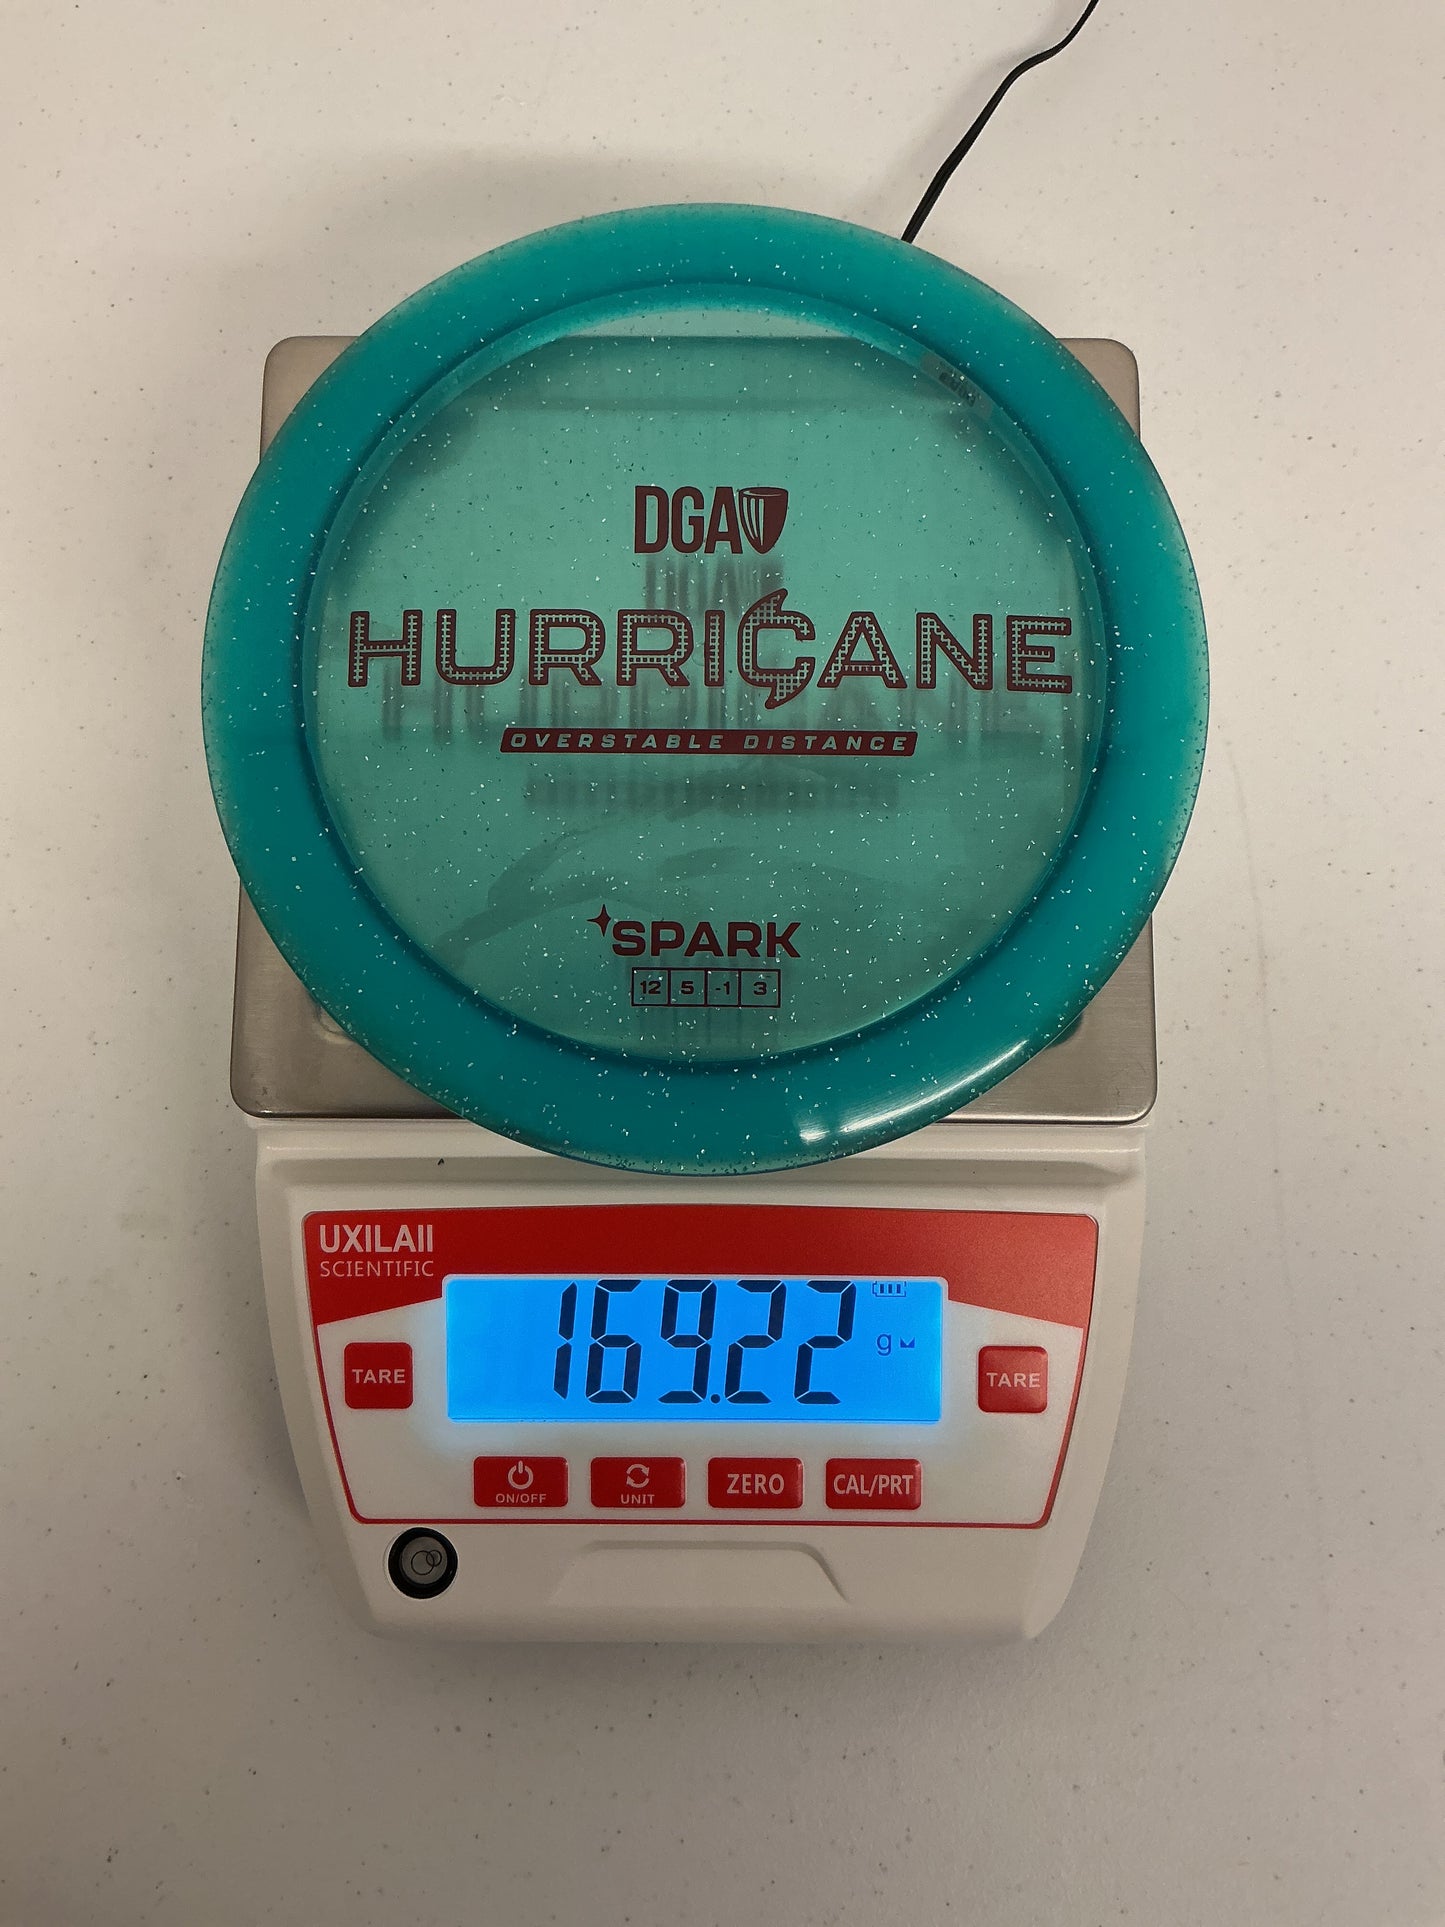 DGA
HURRICANE
OVERSTABLE DISTANCE
SPARK
12 5 -1 3
UXILAII
SCIENTIFIC
169.22 g
TARE
TARE
ON/OFF
UNIT
ZERO
CAL/PRT